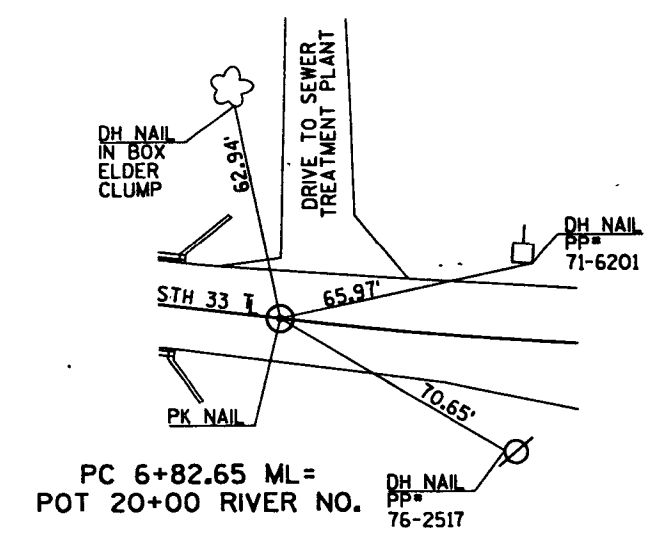 DRIVE TO SEWER
TREATMENT PLANT
DH NAIL
IN BOX
ELDER
CLUMP
62.94'
DH NAIL
PP#
71-6201
STH 33 TL
65.97'
70.65'
PK NAIL
PC 6+82.65 ML=
POT 20+00 RIVER NO.
DH NAIL
PP#
76-2517